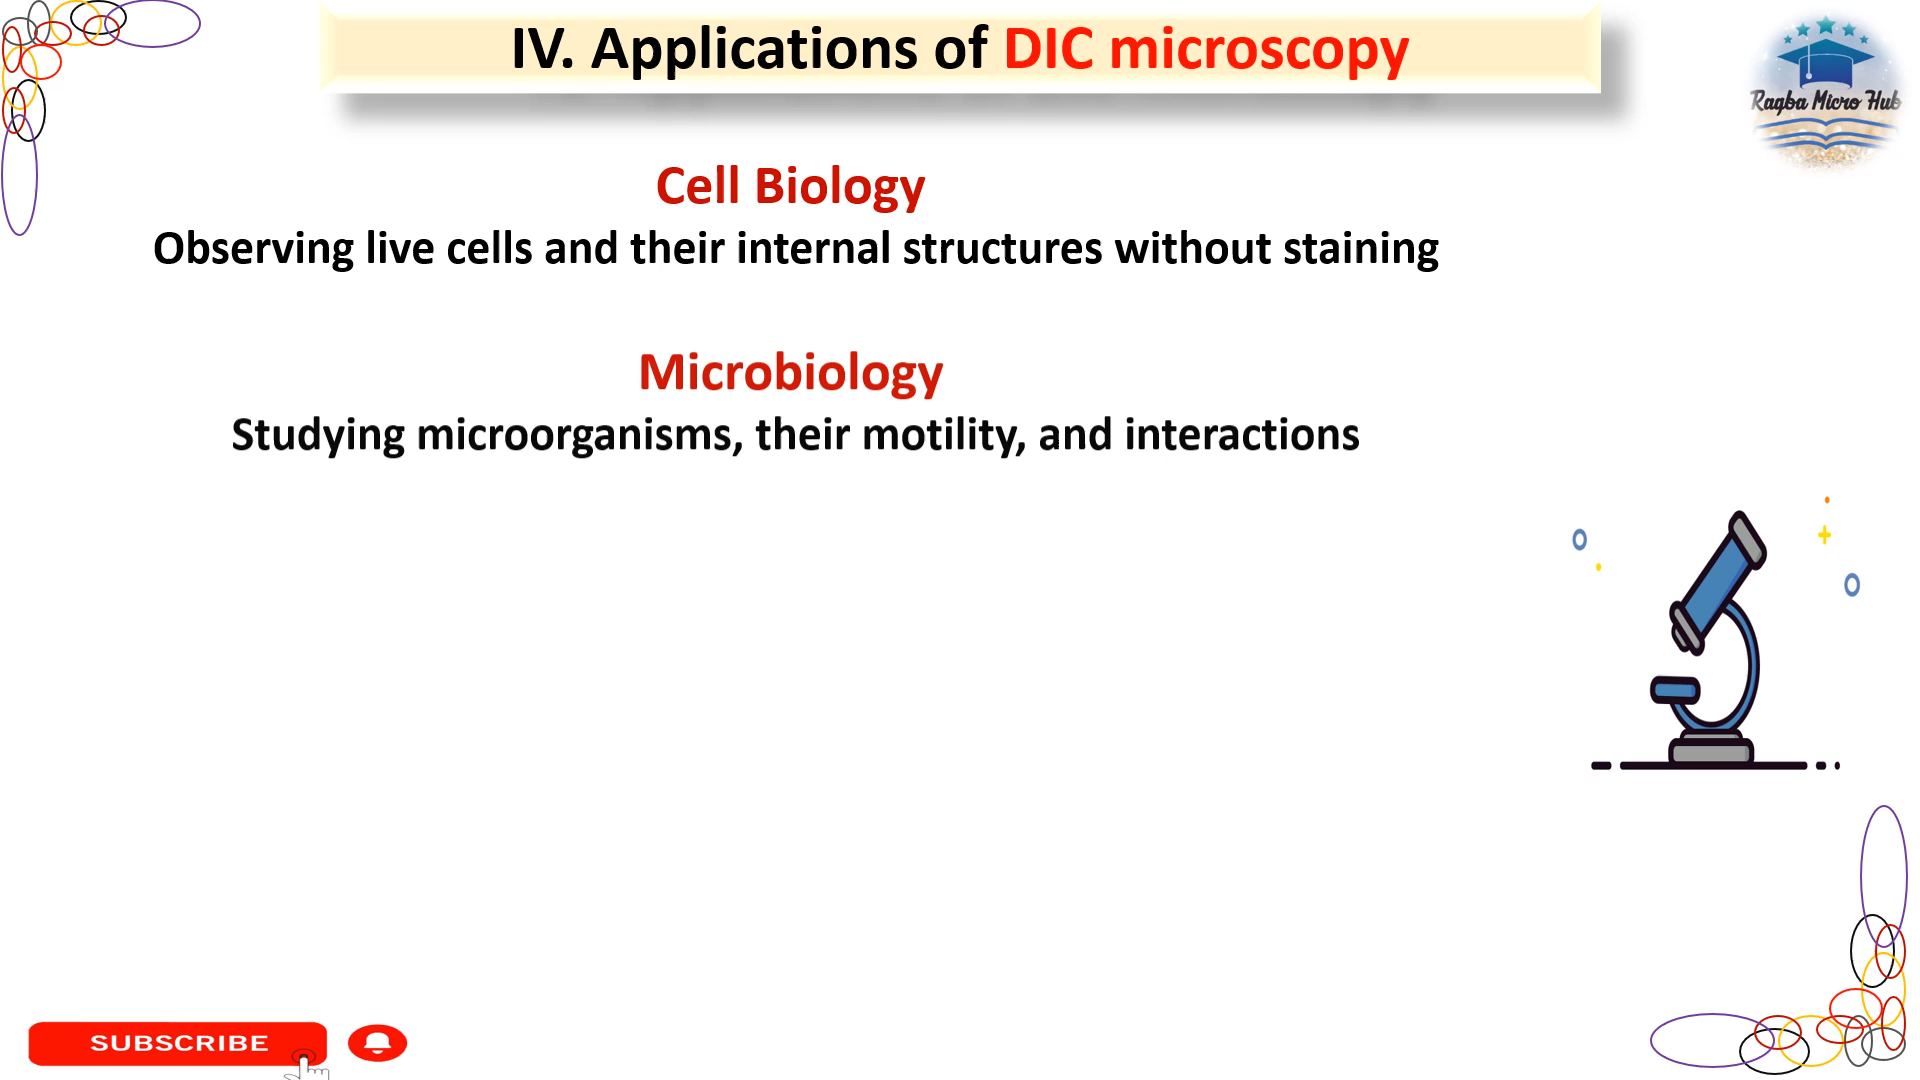 IV. Applications of DIC microscopy
Ragba Micro Hub
Cell Biology
Observing live cells and their internal structures without staining
Microbiology
Studying microorganisms, their motility, and interactions
SUBSCRIBE